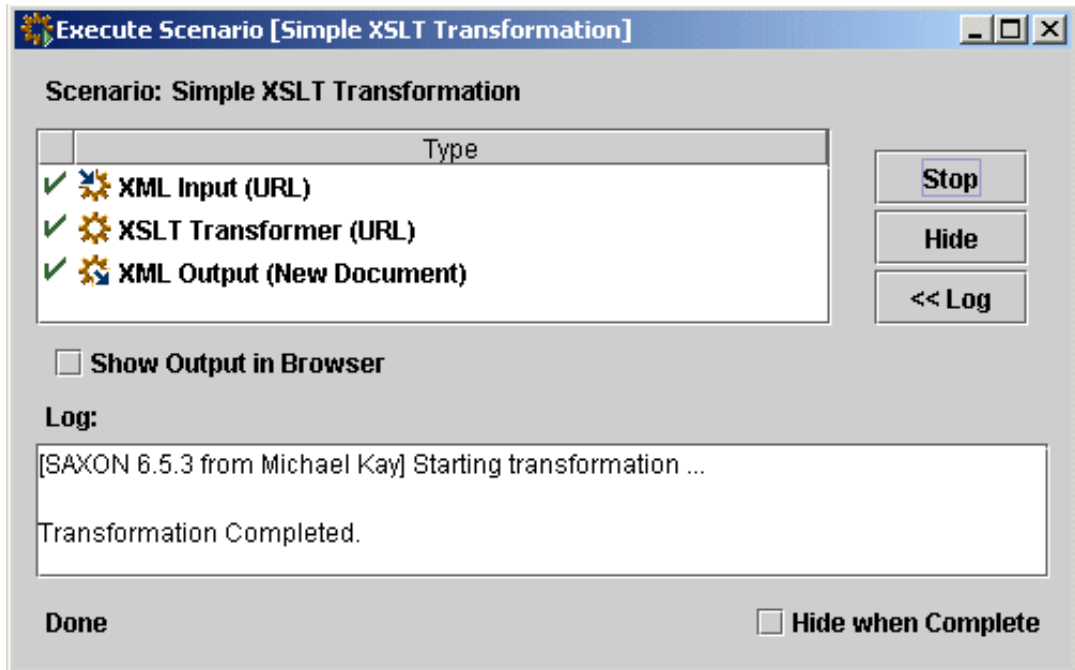 Execute Scenario [Simple XSLT Transformation]
Scenario: Simple XSLT Transformation
Type
XML Input (URL)
XSLT Transformer (URL)
XML Output (New Document)
Stop
Hide
<< Log
Show Output in Browser
Log:
[SAXON 6.5.3 from Michael Kay] Starting transformation ...
Transformation Completed.
Done
Hide when Complete